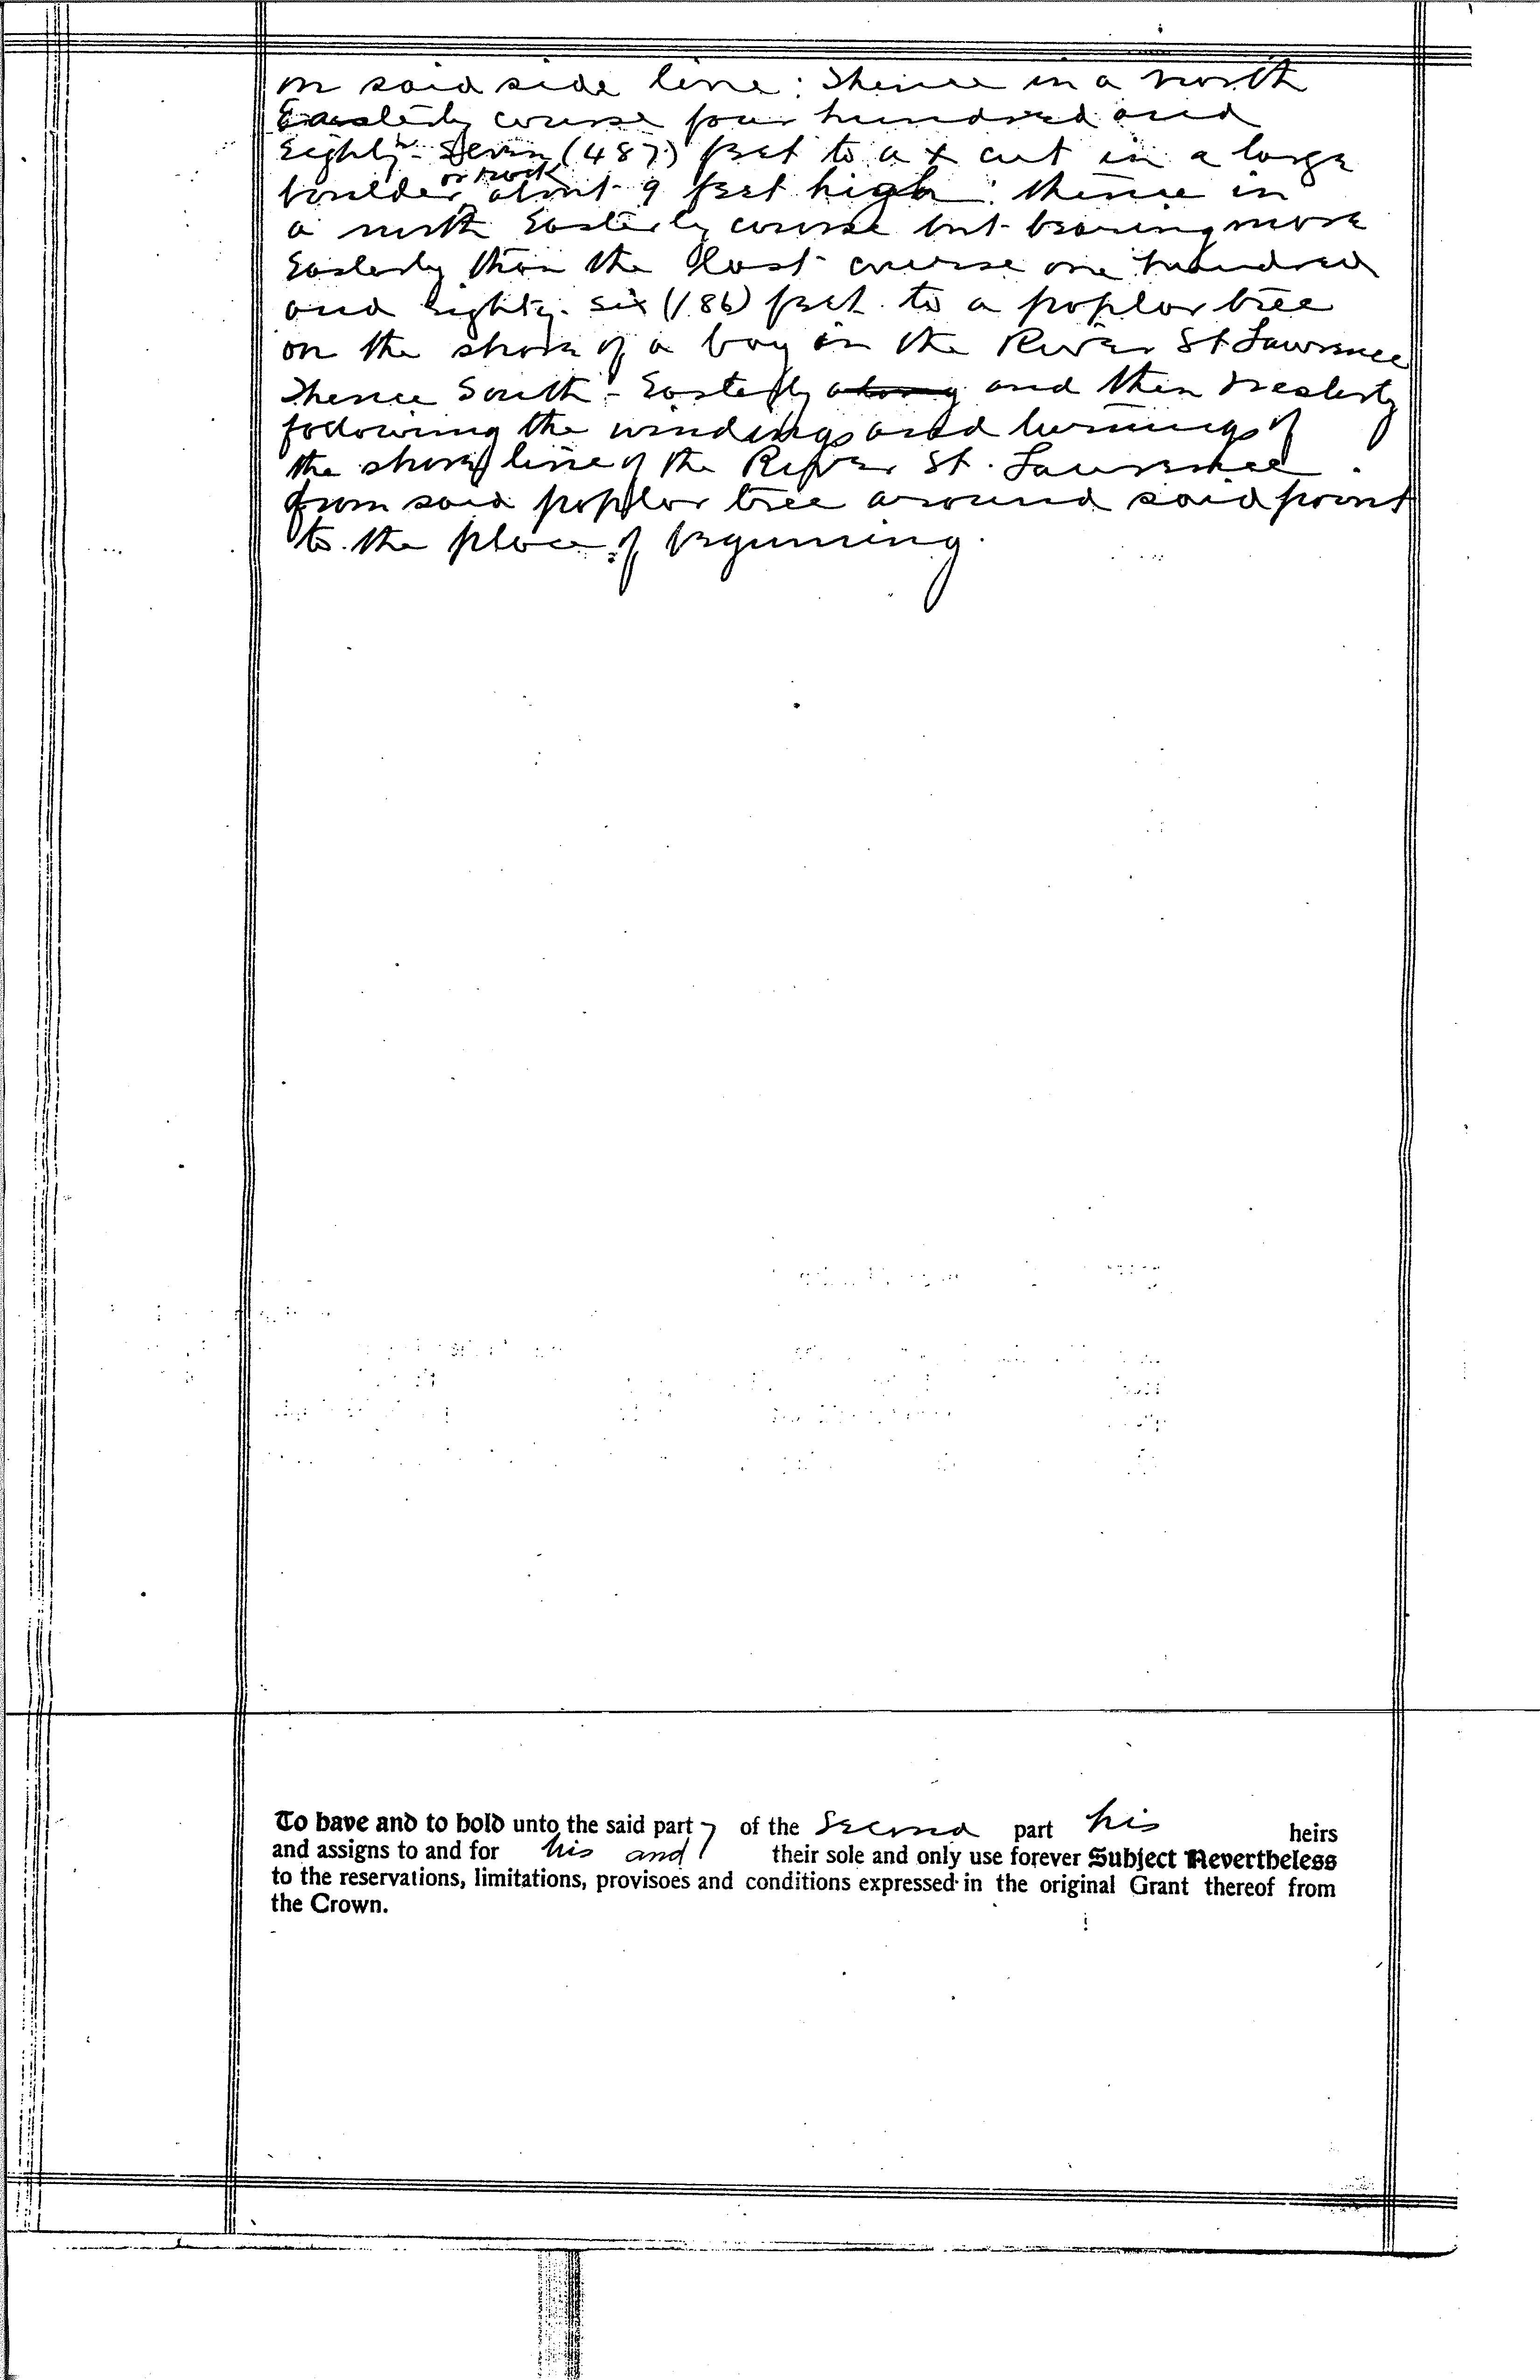 on said side line: Thence in a north
Easterly course four hundred and
Eighty-Seven (487) feet to a x cut in a large
boulder or rock about 9 feet high: thence in
a north Easterly course but bearing more
Easterly than the last course one hundred
and Eighty-six (186) feet to a poplar tree
on the shore of a bay in the River St Lawrence
Thence South-Easterly along and then Westerly
following the windings and turnings of
the shore line of the River St. Lawrence
from said poplar tree around said point
to the place of beginning.
To have and to hold unto the said party of the Second part his heirs
and assigns to and for his and their sole and only use forever Subject Nevertheless
to the reservations, limitations, provisoes and conditions expressed in the original Grant thereof from
the Crown.